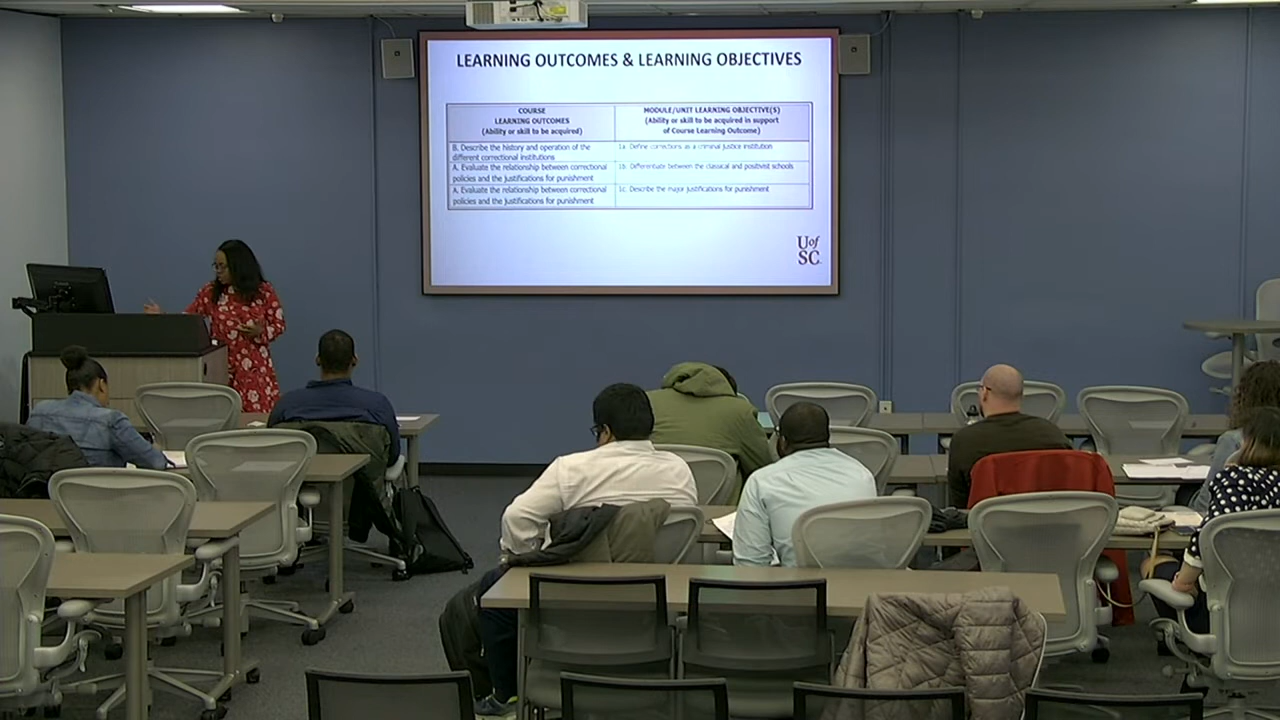 LEARNING OUTCOMES & LEARNING OBJECTIVES
COURSE
LEARNING OUTCOMES
(Ability or skill to be acquired)
MODULE/UNIT LEARNING OBJECTIVE(S)
(Ability or skill to be acquired in support
of Course Learning Outcome)
B. Describe the history and operation of the
different correctional institutions
1a. Define corrections as a criminal justice institution
A. Evaluate the relationship between correctional
policies and the justifications for punishment
1b. Differentiate between the classical and positivist schools
A. Evaluate the relationship between correctional
policies and the justifications for punishment
1c. Describe the major justifications for punishment
UofSC